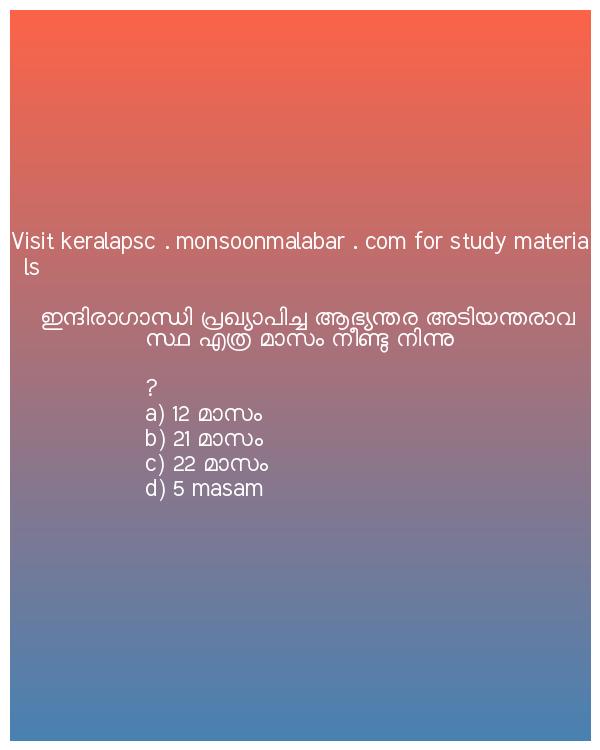 Visit keralapsc . monsoonmalabar . com for study materia
ls
ഇന്ദിരാഗാന്ധി പ്രഖ്യാപിച്ച ആഭ്യന്തര അടിയന്തരാവ
സ്ഥ എത്ര മാസം നീണ്ടു നിന്നു
?
a) 12 മാസം
b) 21 മാസം
c) 22 മാസം
d) 5 masam